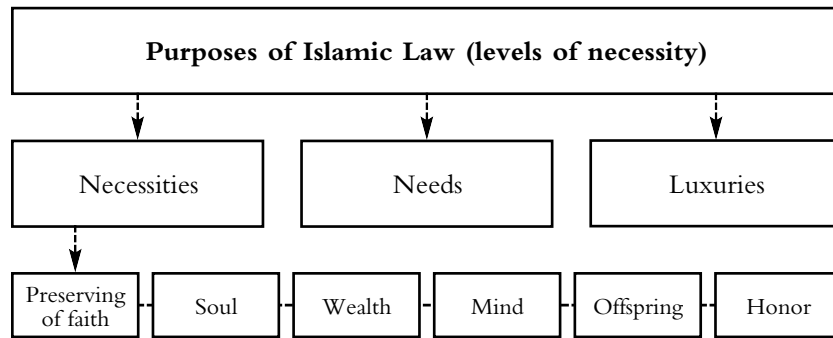 Purposes of Islamic Law (levels of necessity)
Necessities
Needs
Luxuries
Preserving
of faith
Soul
Wealth
Mind
Offspring
Honor